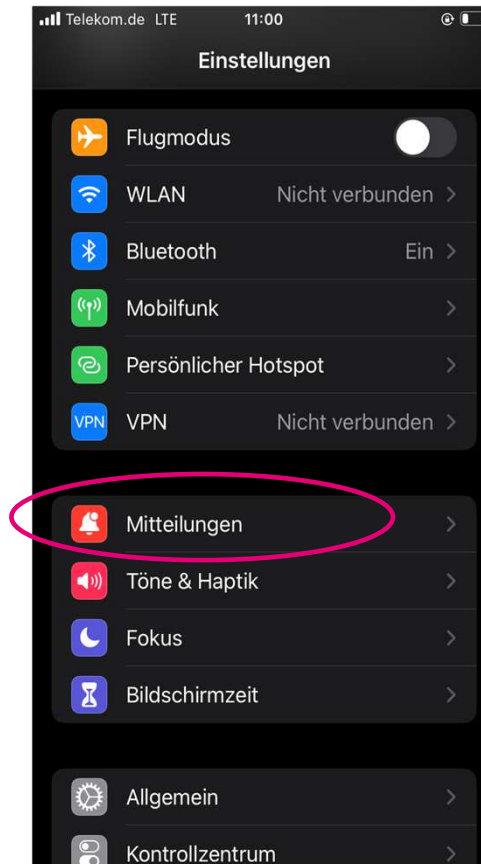 Telekom.de LTE 11:00
Einstellungen
Flugmodus
WLAN Nicht verbunden
Bluetooth Ein
Mobilfunk
Persönlicher Hotspot
VPN VPN Nicht verbunden
Mitteilungen
Töne & Haptik
Fokus
Bildschirmzeit
Allgemein
Kontrollzentrum